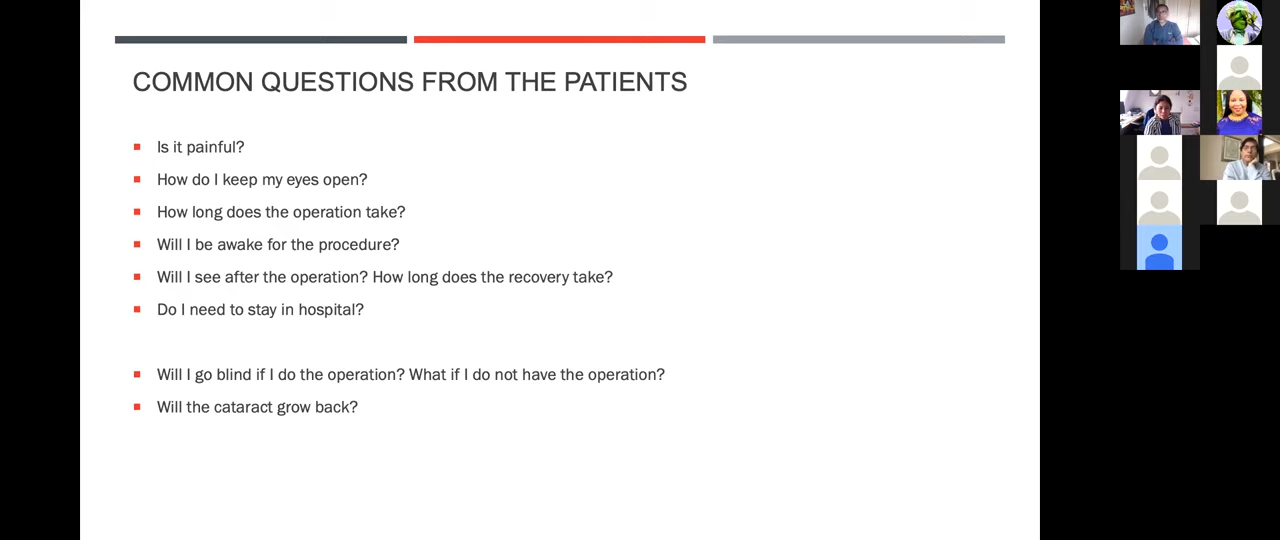 COMMON QUESTIONS FROM THE PATIENTS
Is it painful?
How do I keep my eyes open?
How long does the operation take?
Will I be awake for the procedure?
Will I see after the operation? How long does the recovery take?
Do I need to stay in hospital?
Will I go blind if I do the operation? What if I do not have the operation?
Will the cataract grow back?